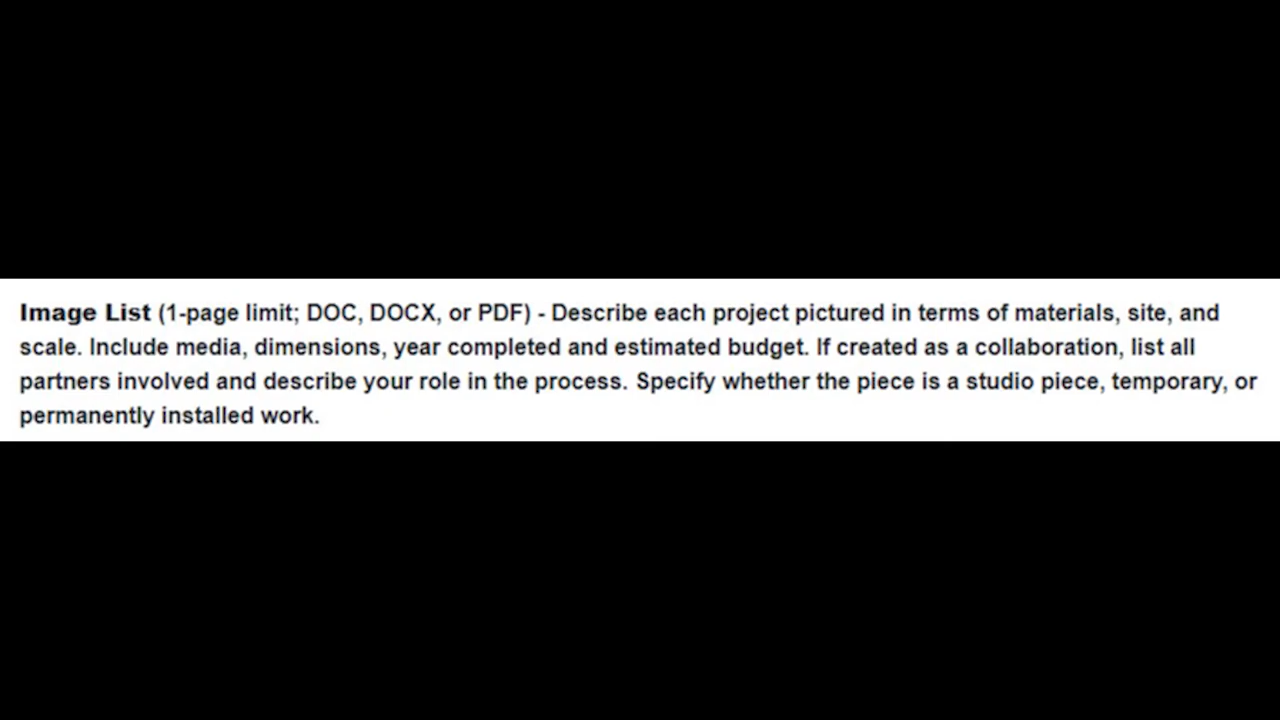 Image List (1-page limit; DOC, DOCX, or PDF) - Describe each project pictured in terms of materials, site, and
scale. Include media, dimensions, year completed and estimated budget. If created as a collaboration, list all
partners involved and describe your role in the process. Specify whether the piece is a studio piece, temporary, or
permanently installed work.